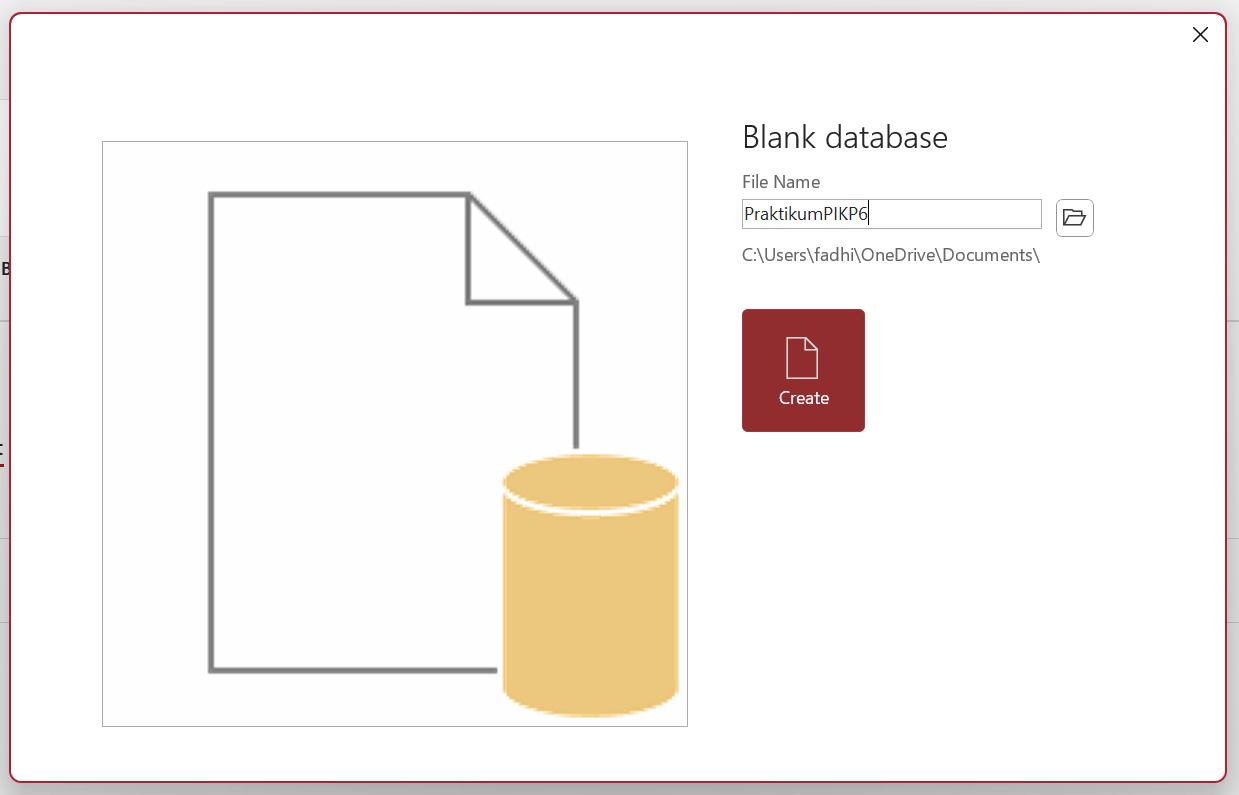 Blank database
File Name
PraktikumPIKP6
C:\Users\fadhi\OneDrive\Documents\
Create
B